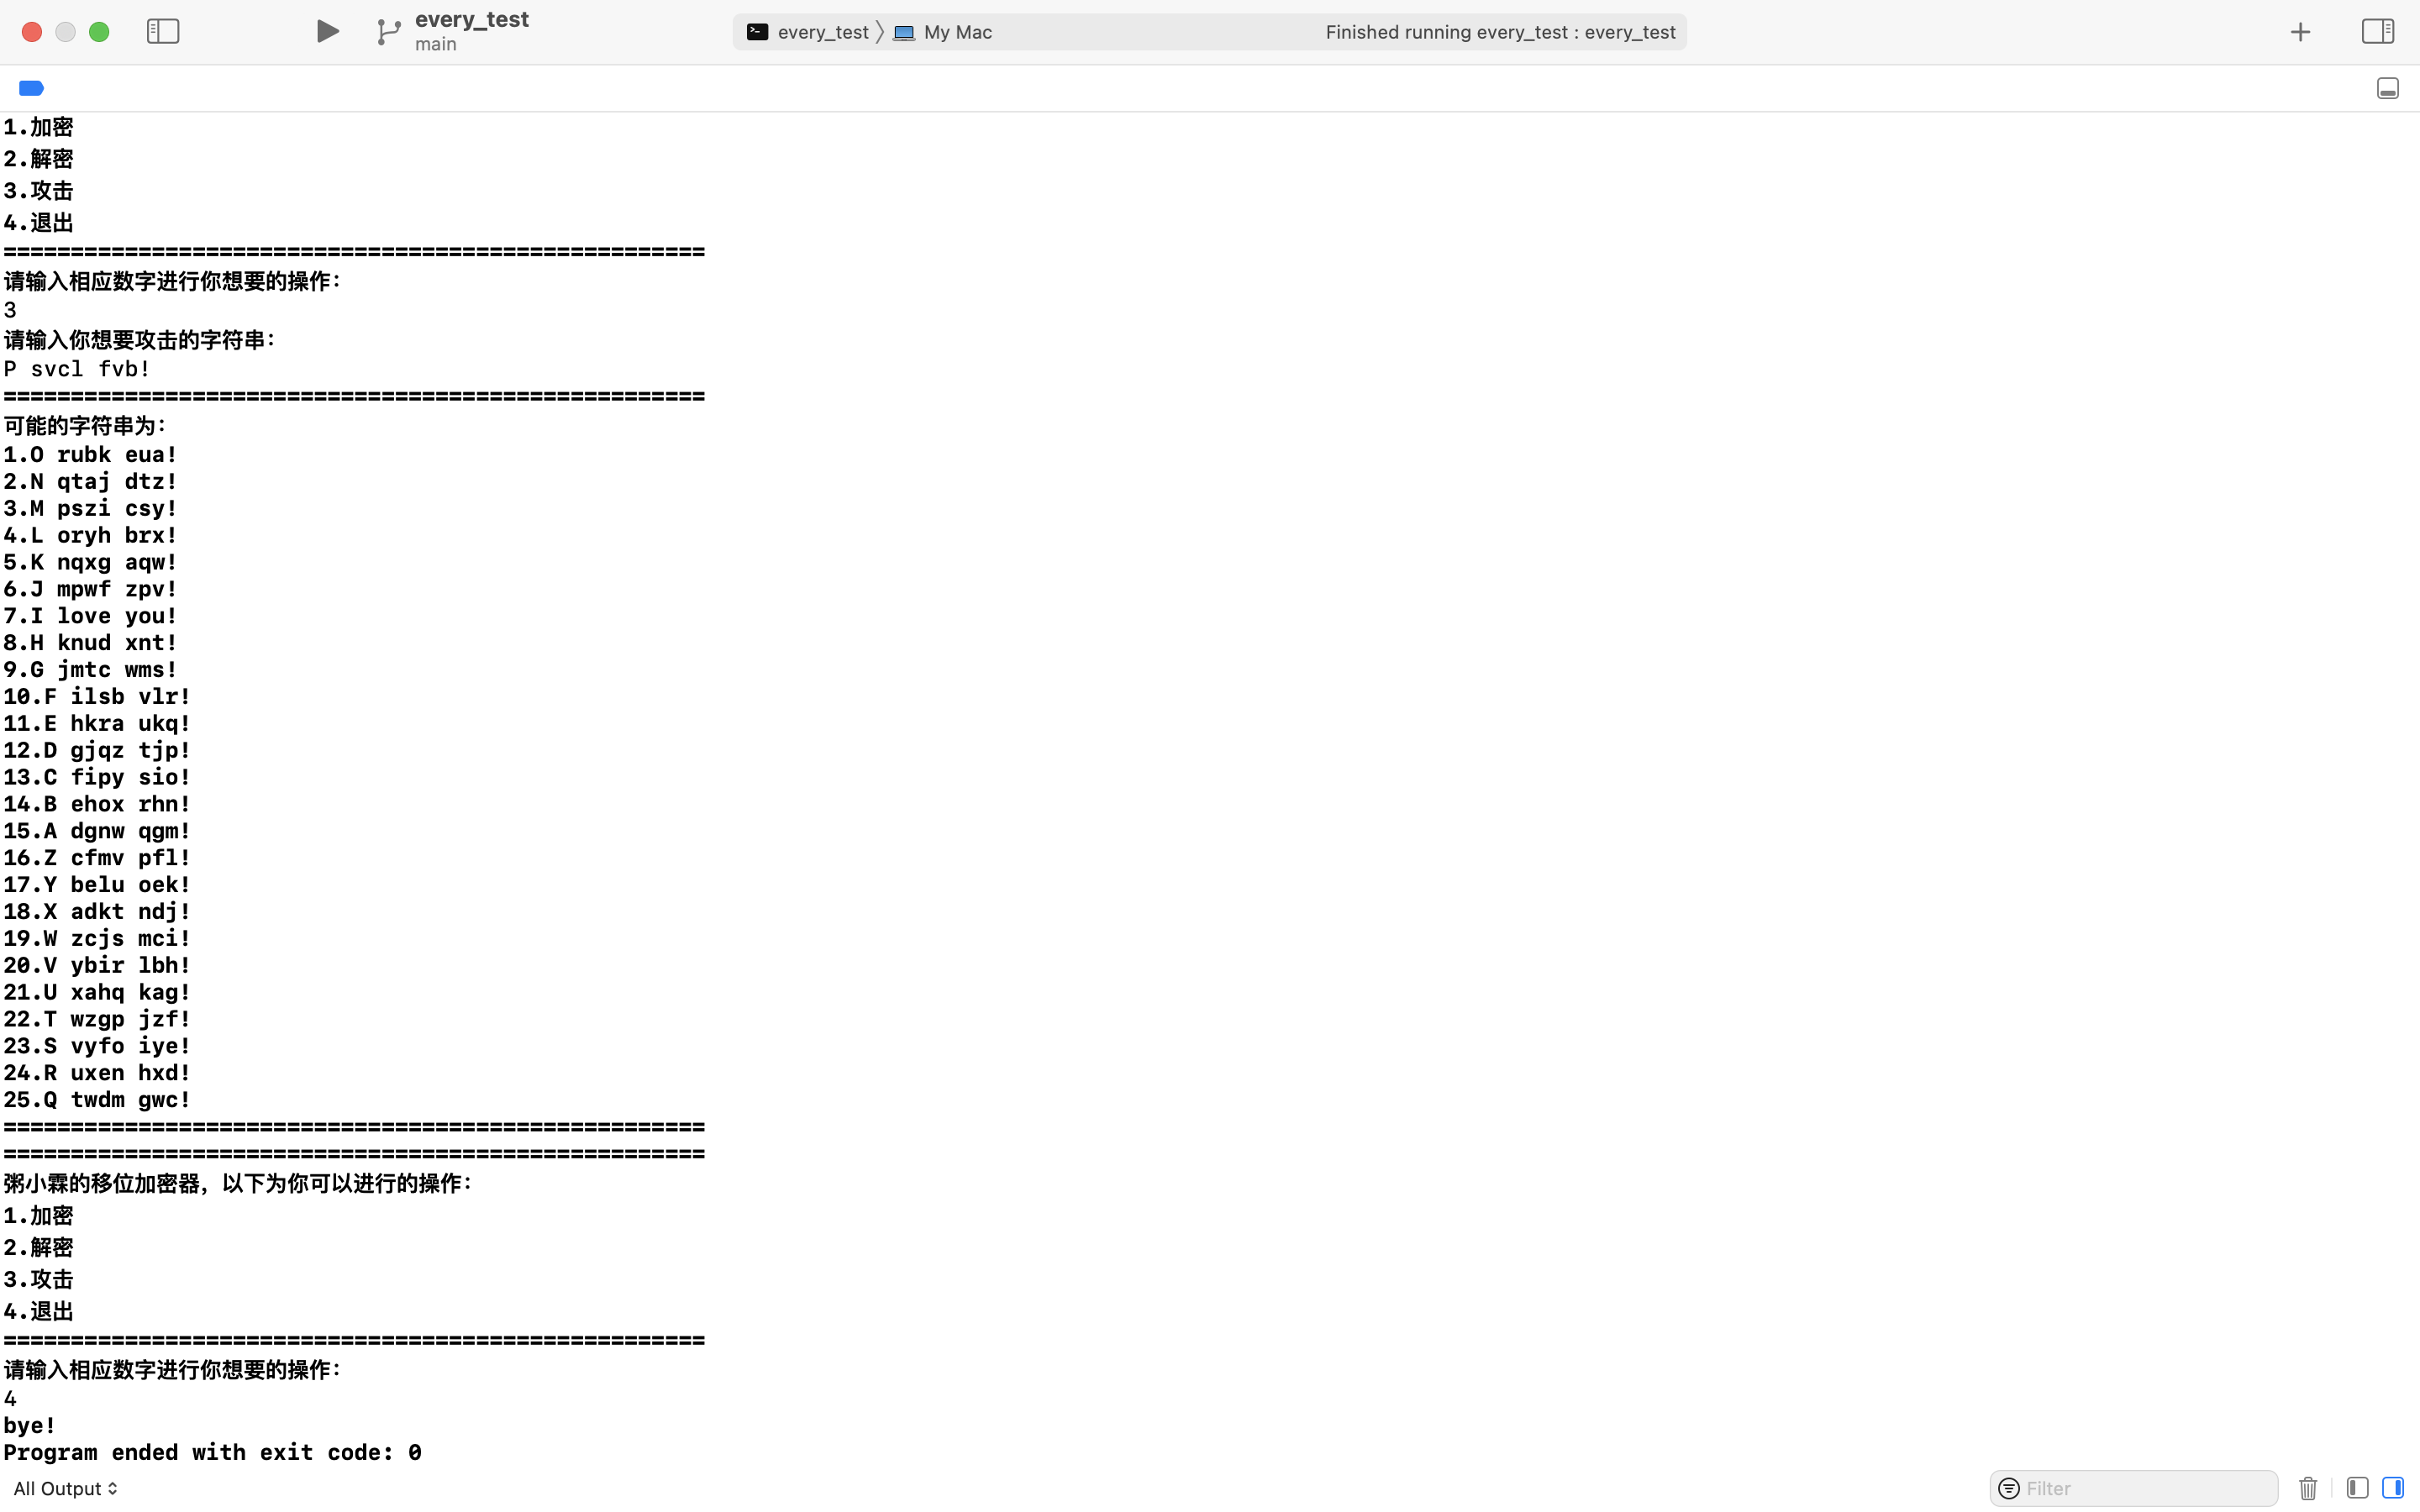 every_test
main
every_test 〉 My Mac
Finished running every_test : every_test
1.加密
2.解密
3.攻击
4.退出
====================================================
请输入相应数字进行你想要的操作：
3
请输入你想要攻击的字符串：
P svcl fvb!
====================================================
可能的字符串为：
1.O rubk eua!
2.N qtaj dtz!
3.M pszi csy!
4.L oryh brx!
5.K nqxg aqw!
6.J mpwf zpv!
7.I love you!
8.H knud xnt!
9.G jmtc wms!
10.F ilsb vlr!
11.E hkra ukq!
12.D gjqz tjp!
13.C fipy sio!
14.B ehox rhn!
15.A dgnw qgm!
16.Z cfmv pfl!
17.Y belu oek!
18.X adkt ndj!
19.W zcjs mci!
20.V ybir lbh!
21.U xahq kag!
22.T wzgp jzf!
23.S vyfo iye!
24.R uxen hxd!
25.Q twdm gwc!
====================================================
====================================================
粥小霖的移位加密器，以下为你可以进行的操作：
1.加密
2.解密
3.攻击
4.退出
====================================================
请输入相应数字进行你想要的操作：
4
bye!
Program ended with exit code: 0
All Output
Filter